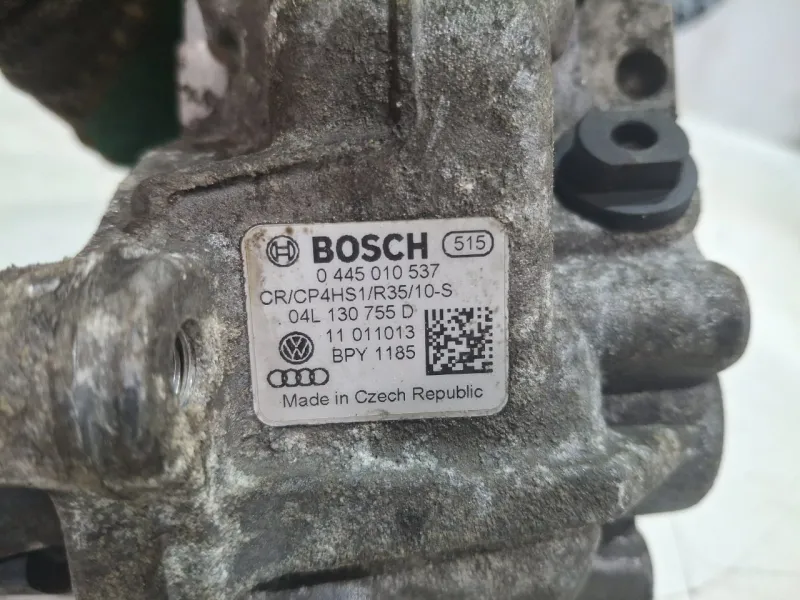 BOSCH 515
0 445 010 537
CR/CP4HS1/R35/10-S
04L 130 755 D
11 011013
BPY 1185
Made in Czech Republic